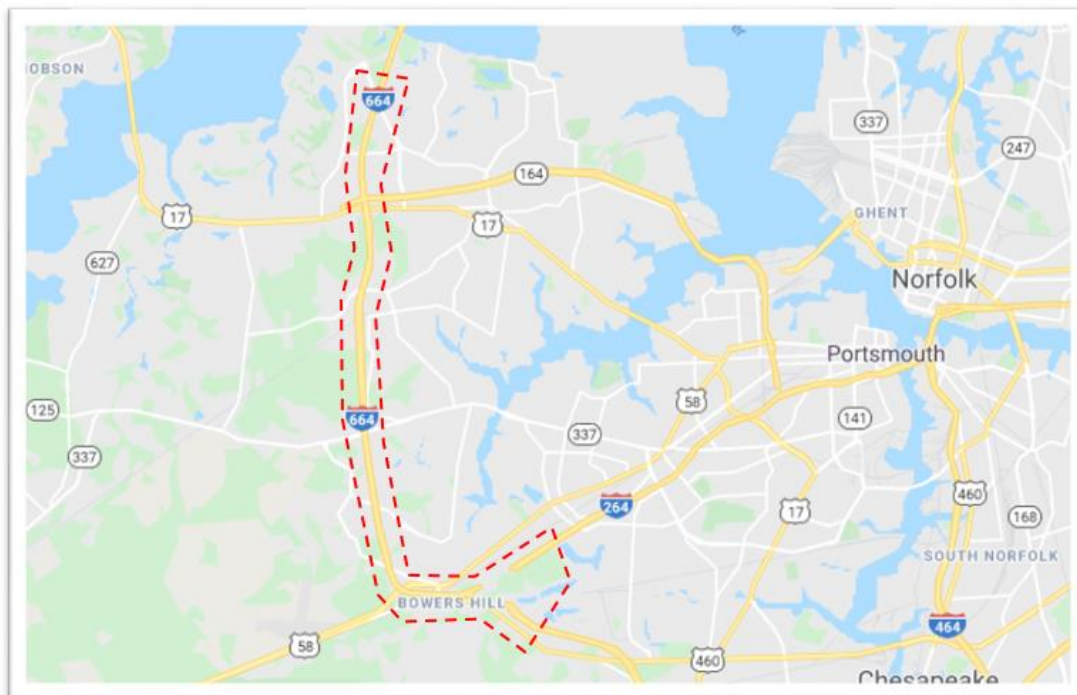 HOBSON
664
337
247
164
17
17
GHENT
627
Norfolk
Portsmouth
125
664
58
337
141
337
264
17
460
168
SOUTH NORFOLK
BOWERS HILL
58
464
460
Chesapeake